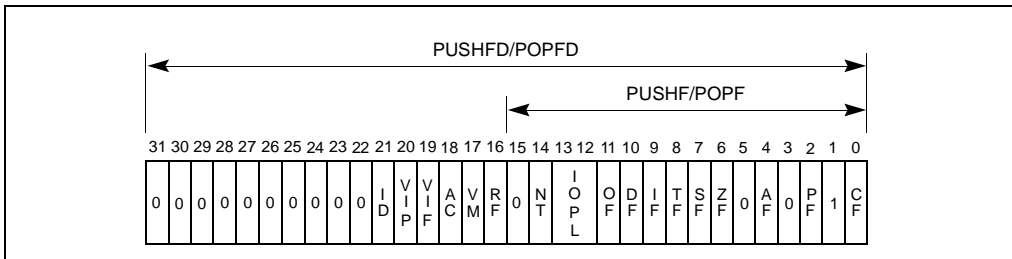 PUSHFD/POPFD
PUSHF/POPF
31 30 29 28 27 26 25 24 23 22 21 20 19 18 17 16 15 14 13 12 11 10 9 8 7 6 5 4 3 2 1 0
0 0 0 0 0 0 0 0 0 0 ID VIP VIF AC VM RF 0 NT IOPL OF DF IF TF SF ZF 0 AF 0 PF 1 CF